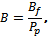 B = B_f / P_p,